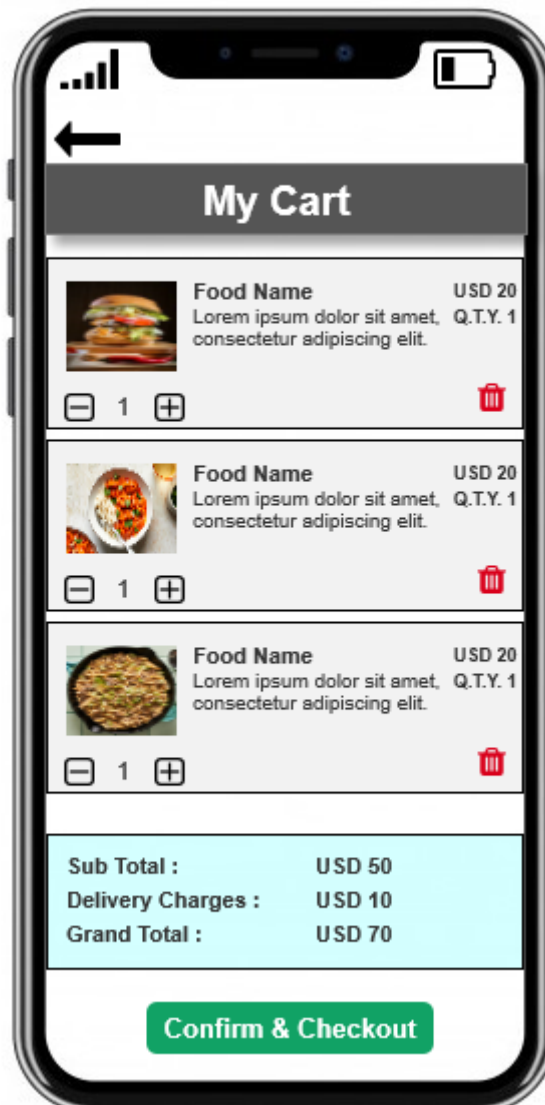 My Cart
Food Name USD 20
Lorem ipsum dolor sit amet, Q.T.Y. 1
consectetur adipiscing elit.
1
Food Name USD 20
Lorem ipsum dolor sit amet, Q.T.Y. 1
consectetur adipiscing elit.
1
Food Name USD 20
Lorem ipsum dolor sit amet, Q.T.Y. 1
consectetur adipiscing elit.
1
Sub Total : USD 50
Delivery Charges : USD 10
Grand Total : USD 70
Confirm & Checkout